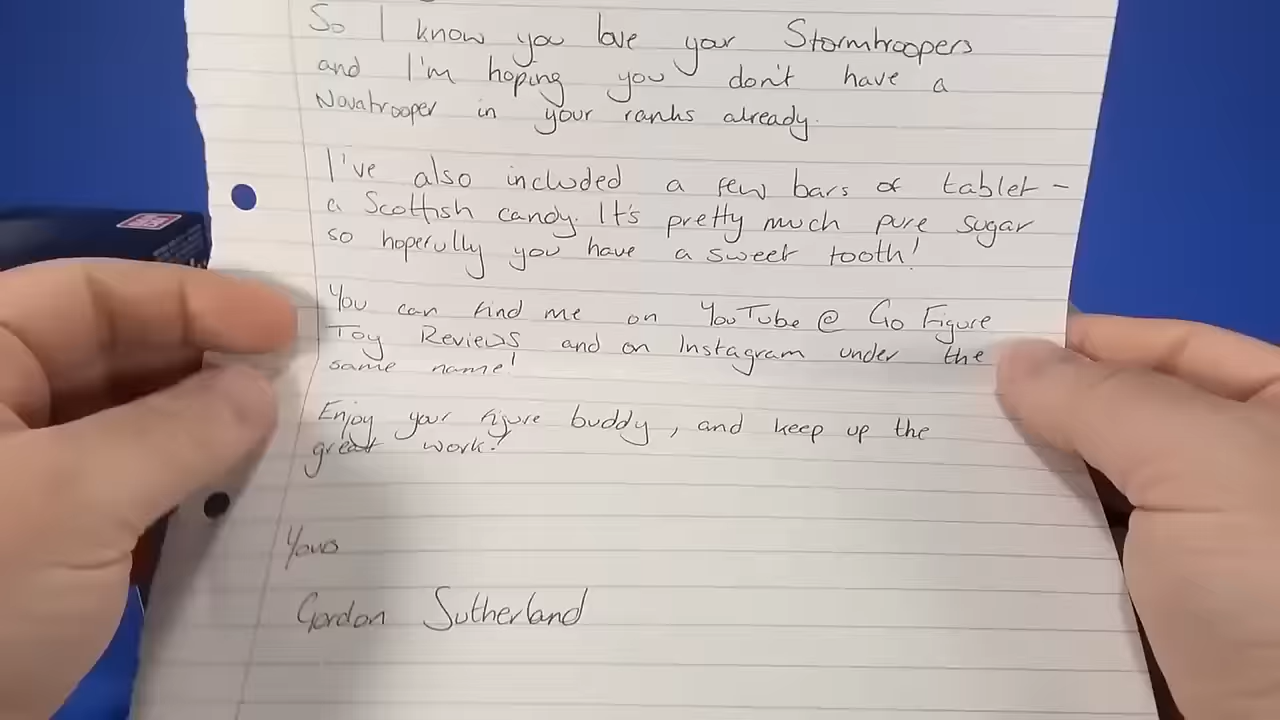 So I know you love your Stormtroopers
and I'm hoping you don't have a
Novatrooper in your ranks already.
I've also included a few bars of tablet -
a Scottish candy. It's pretty much pure sugar
so hopefully you have a sweet tooth!
You can find me on YouTube @ Go Figure
Toy Reviews and on Instagram under the
same name!
Enjoy your figure buddy, and keep up the
great work!
Yours
Gordon Sutherland